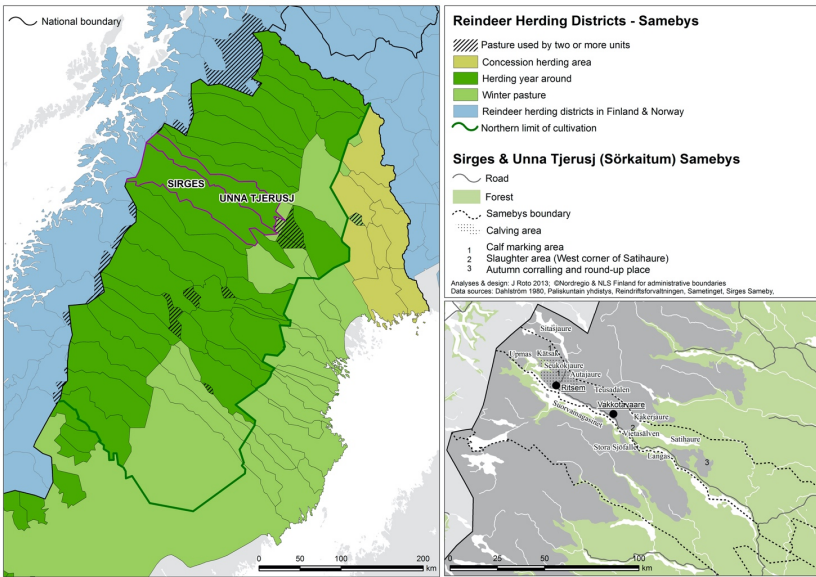 National boundary
SIRGES
UNNA TJERUSJ
0 50 100 200
km
Reindeer Herding Districts - Samebys
Pasture used by two or more units
Concession herding area
Herding year around
Winter pasture
Reindeer herding districts in Finland & Norway
Northern limit of cultivation
Sirges & Unna Tjerusj (Sörkaitum) Samebys
Road
Forest
Samebys boundary
Calving area
1 Calf marking area
2 Slaughter area (West corner of Satihaure)
3 Autumn corralling and round-up place
Analyses & design: J Roto 2013; ©Nordregio & NLS Finland for administrative boundaries
Data sources: Dahlström 1980, Paliskuntain yhdistys, Reindriftsforvaltningen, Sametinget, Sirges Sameby,
Sitasjaure
1
Upmas
Kåtsak
Seukokjaure
1
Autajaure
Ritsem
Teusadalen
Suorvamagasinet
Vakkotavaare
Kåkerjaure
2
Vietasälven
Satihaure
Stora Sjöfallet
Langas
3
0 25 50 100
km